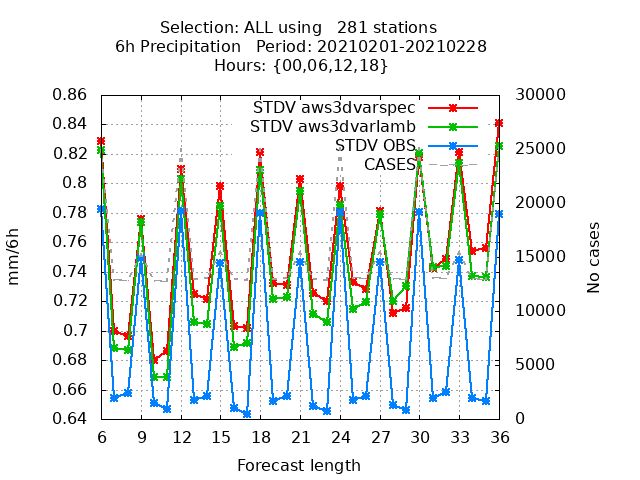 Selection: ALL using   281 stations
6h Precipitation   Period: 20210201-20210228
Hours: {00,06,12,18}
0.86
0.84
0.82
0.8
0.78
0.76
0.74
0.72
0.7
0.68
0.66
0.64
mm/6h
STDV aws3dvarspec
STDV aws3dvarlamb
STDV OBS
CASES
30000
25000
20000
15000
10000
5000
0
No cases
6 9 12 15 18 21 24 27 30 33 36
Forecast length